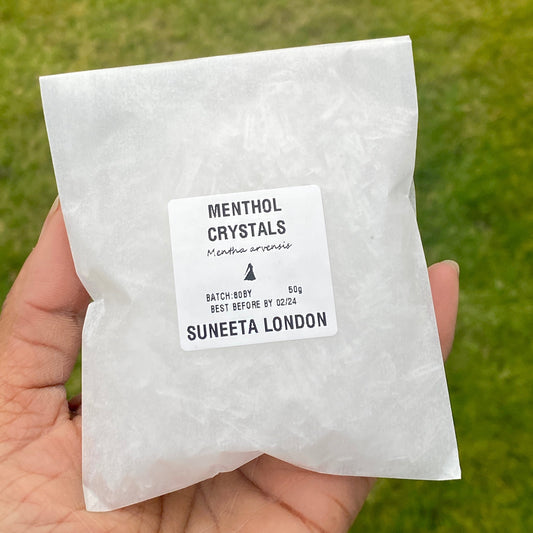 MENTHOL
CRYSTALS
Mentha arvensis
BATCH:80BY 50g
BEST BEFORE BY 02/24
SUNEETA LONDON